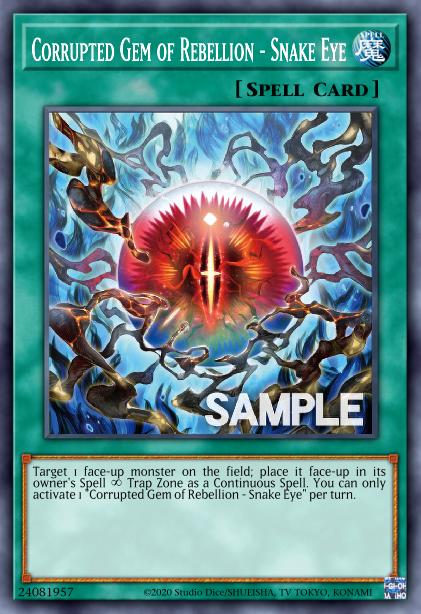 CORRUPTED GEM OF REBELLION - SNAKE EYE
SPELL
魔
[SPELL CARD]
SAMPLE
Target 1 face-up monster on the field; place it face-up in its
owner's Spell ∞ Trap Zone as a Continuous Spell. You can only
activate 1 "Corrupted Gem of Rebellion - Snake Eye" per turn.
24081957
©2020 Studio Dice/SHUEISHA, TV TOKYO, KONAMI